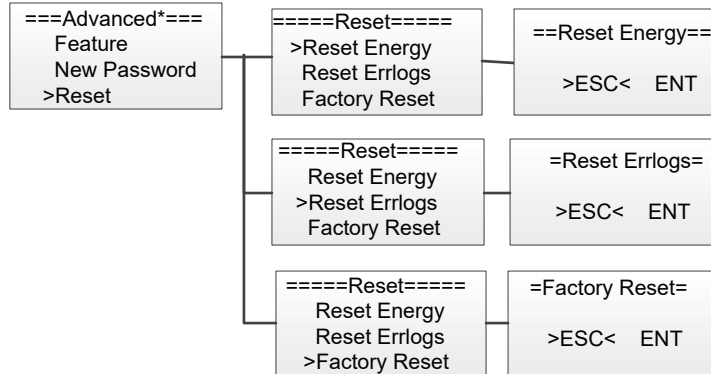 ===Advanced*===
Feature
New Password
>Reset
=====Reset=====
>Reset Energy
Reset Errlogs
Factory Reset
==Reset Energy==
>ESC< ENT
=====Reset=====
Reset Energy
>Reset Errlogs
Factory Reset
=Reset Errlogs=
>ESC< ENT
=====Reset=====
Reset Energy
Reset Errlogs
>Factory Reset
=Factory Reset=
>ESC< ENT